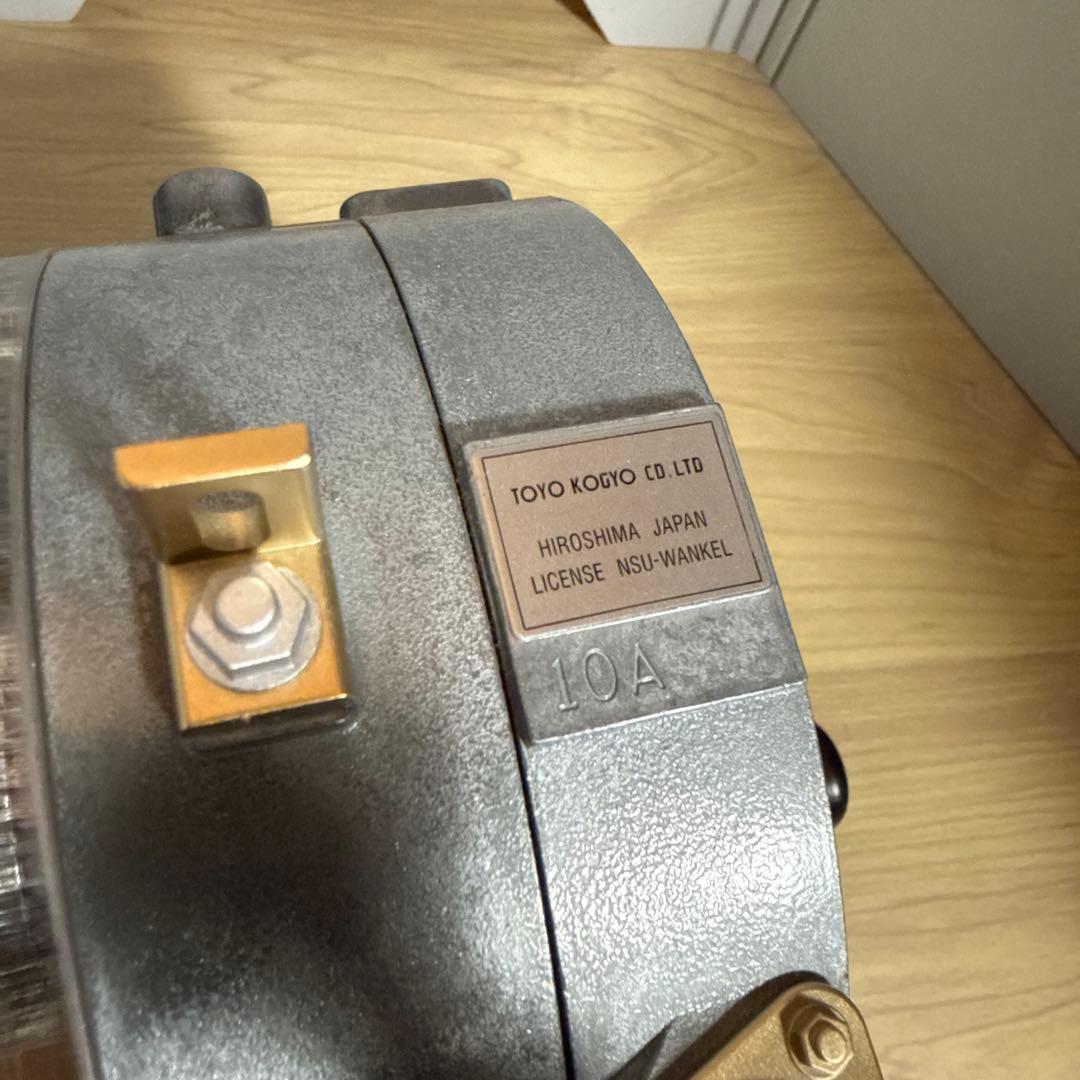 TOYO KOGYO CO.LTD
HIROSHIMA JAPAN
LICENSE NSU-WANKEL
10A